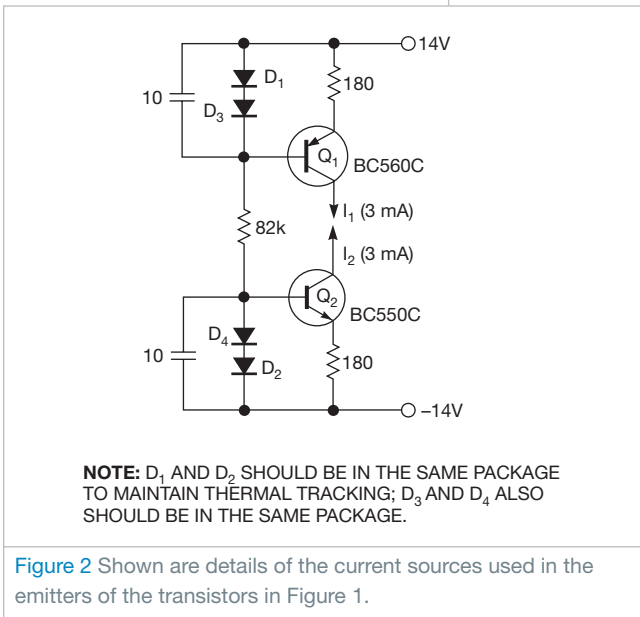 14V
D1
180
10
D3
Q1
BC560C
I1 (3 mA)
82k
I2 (3 mA)
Q2
BC550C
D4
10
D2
180
–14V
NOTE: D1 AND D2 SHOULD BE IN THE SAME PACKAGE
TO MAINTAIN THERMAL TRACKING; D3 AND D4 ALSO
SHOULD BE IN THE SAME PACKAGE.
Figure 2 Shown are details of the current sources used in the
emitters of the transistors in Figure 1.